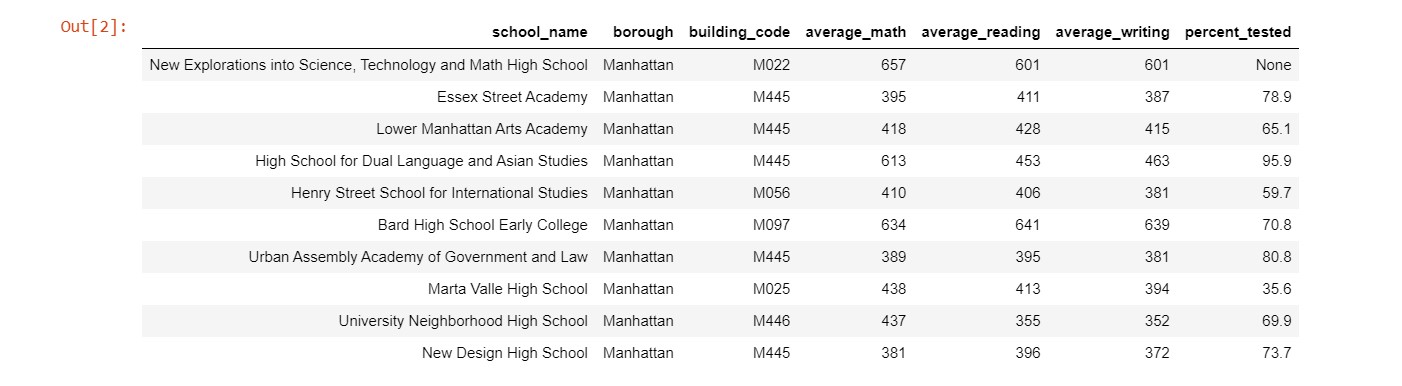 Out[2]:
school_name borough building_code average_math average_reading average_writing percent_tested
New Explorations into Science, Technology and Math High School Manhattan M022 657 601 601 None
Essex Street Academy Manhattan M445 395 411 387 78.9
Lower Manhattan Arts Academy Manhattan M445 418 428 415 65.1
High School for Dual Language and Asian Studies Manhattan M445 613 453 463 95.9
Henry Street School for International Studies Manhattan M056 410 406 381 59.7
Bard High School Early College Manhattan M097 634 641 639 70.8
Urban Assembly Academy of Government and Law Manhattan M445 389 395 381 80.8
Marta Valle High School Manhattan M025 438 413 394 35.6
University Neighborhood High School Manhattan M446 437 355 352 69.9
New Design High School Manhattan M445 381 396 372 73.7